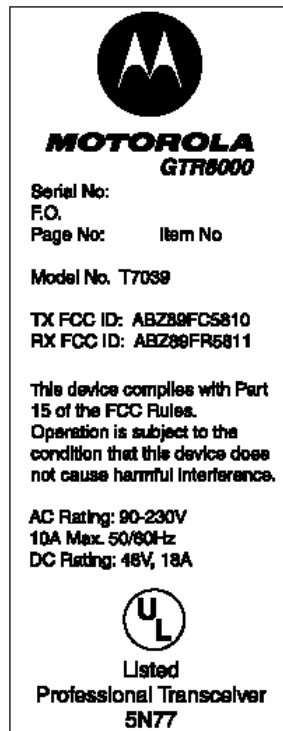 MOTOROLA
GTR8000
Serial No:
F.O.
Page No: Item No
Model No. T7039
TX FCC ID: ABZ89FC5810
RX FCC ID: ABZ89FR5811
This device complies with Part
15 of the FCC Rules.
Operation is subject to the
condition that this device does
not cause harmful interference.
AC Rating: 90-230V
10A Max. 50/60Hz
DC Rating: 48V, 18A
UL
Listed
Professional Transceiver
5N77